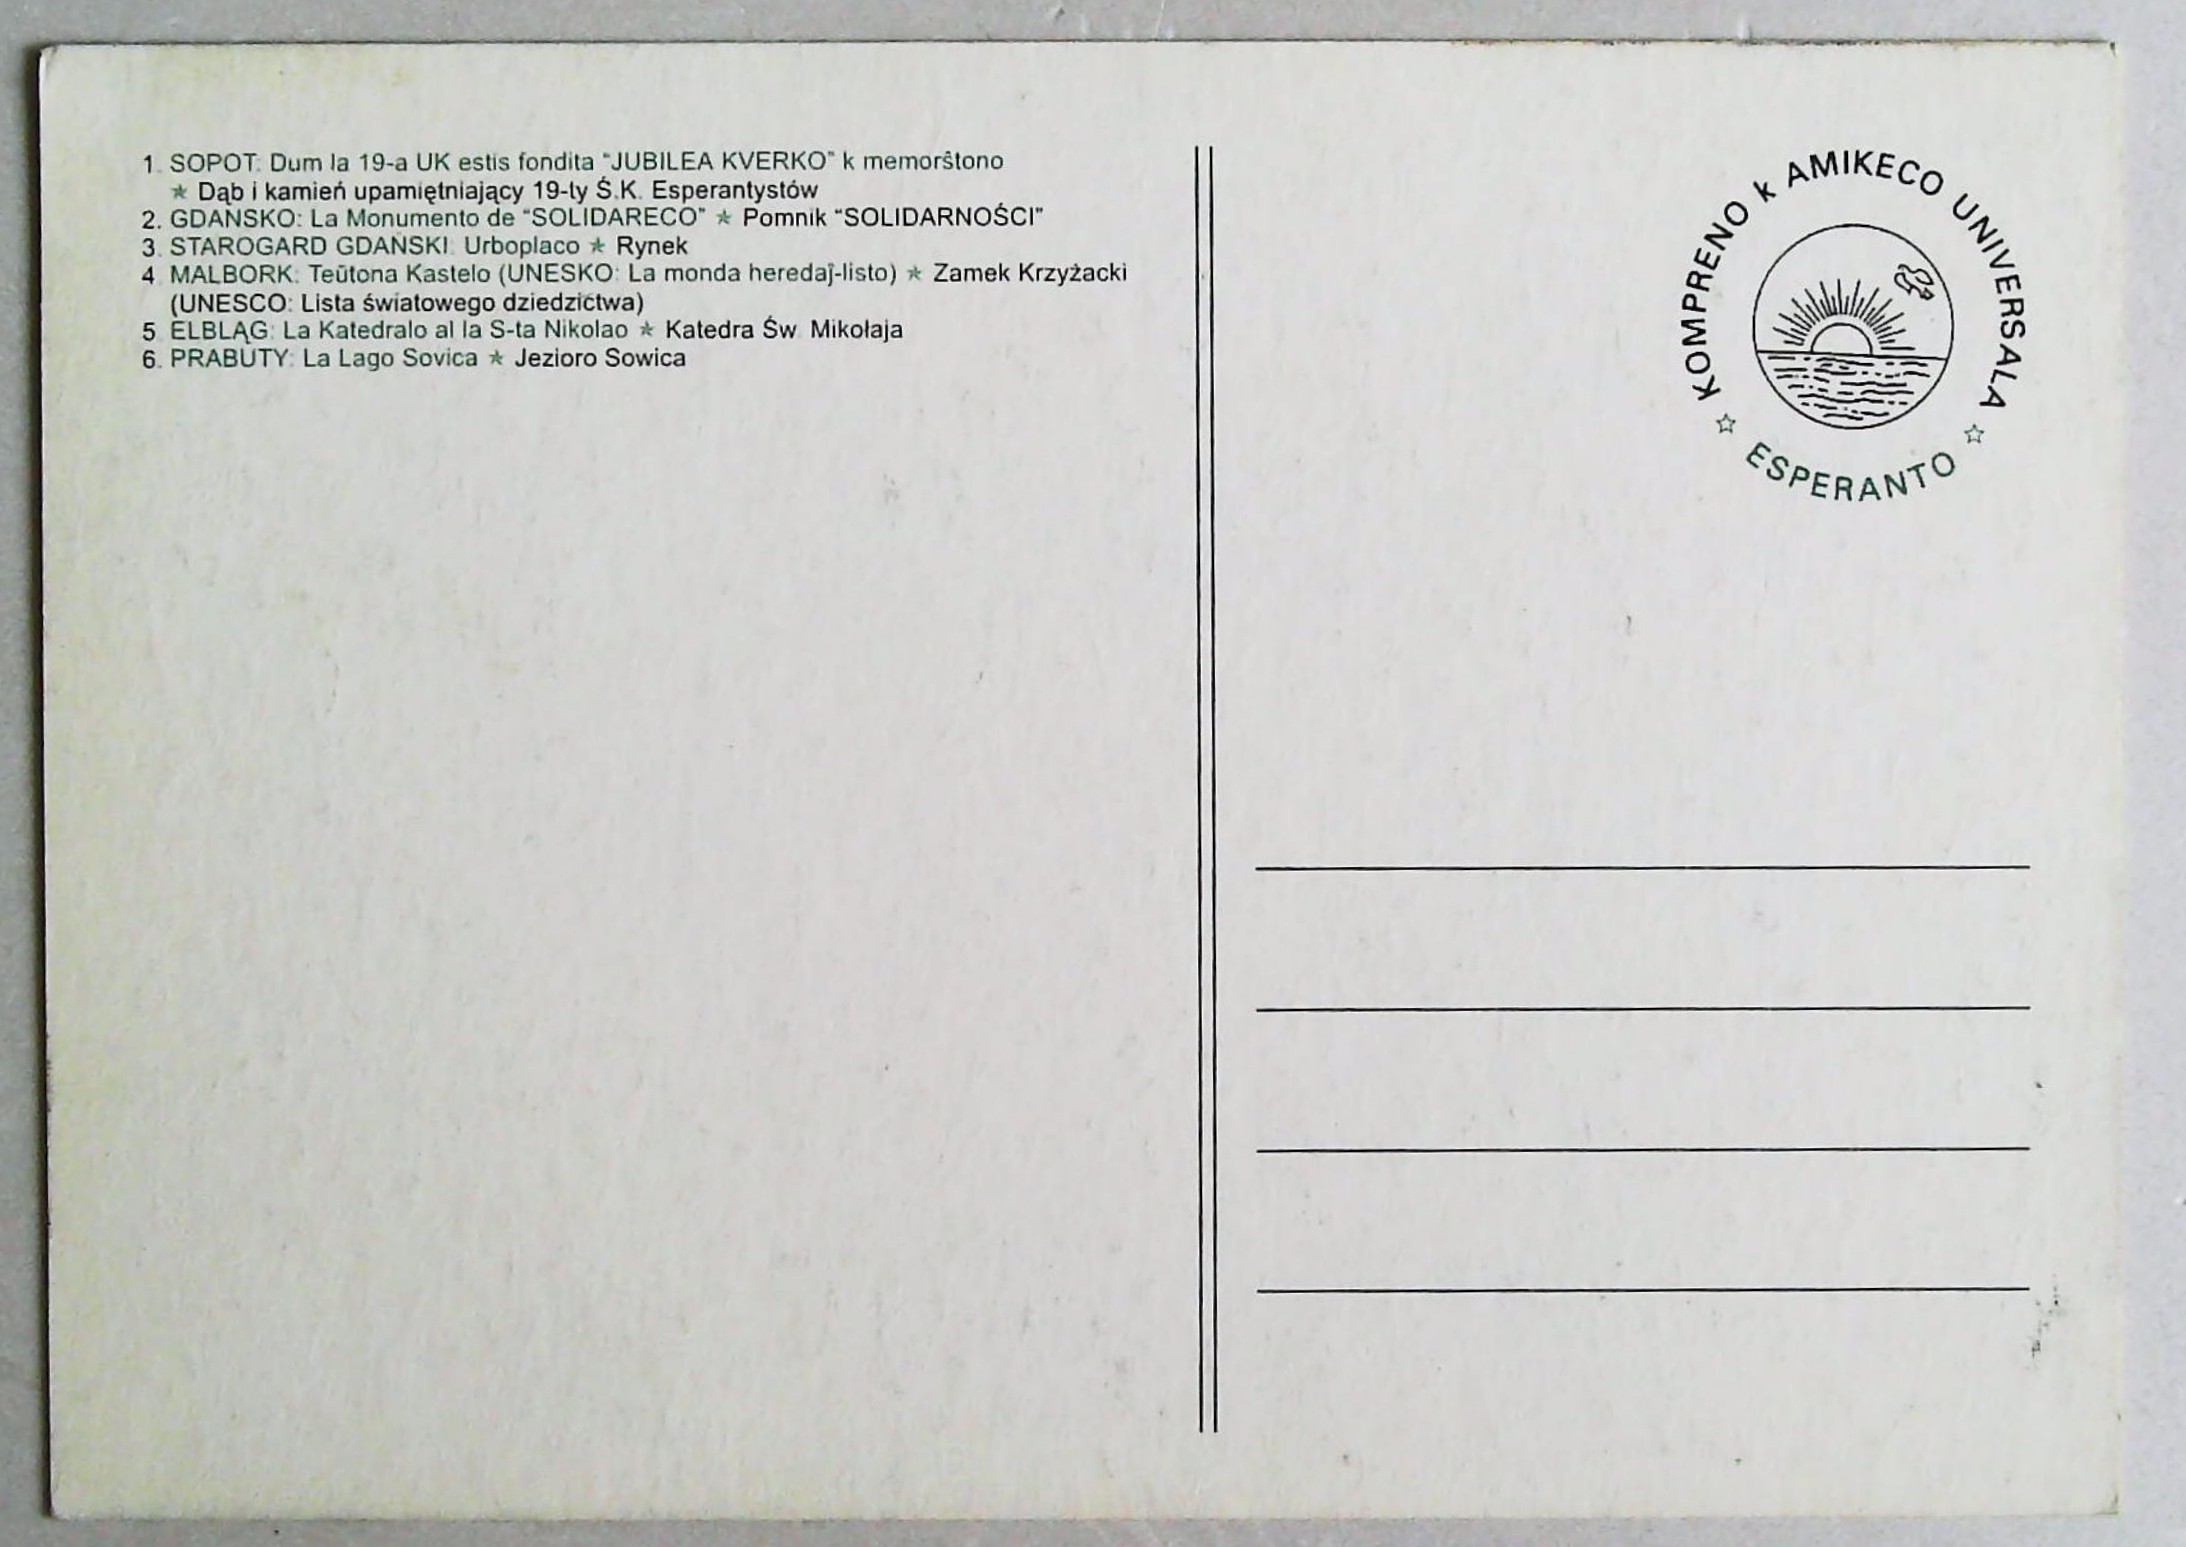 1. SOPOT: Dum la 19-a UK estis fondita "JUBILEA KVERKO" k memorŝtono
★ Dąb i kamień upamiętniający 19-ty Ś.K. Esperantystów
2. GDANSKO: La Monumento de "SOLIDARECO" ★ Pomnik "SOLIDARNOŚCI"
3. STAROGARD GDAŃSKI: Urboplaco ★ Rynek
4. MALBORK: Teŭtona Kastelo (UNESKO: La monda heredaĵ-listo) ★ Zamek Krzyżacki
(UNESCO: Lista światowego dziedzictwa)
5. ELBLĄG: La Katedralo al la S-ta Nikolao ★ Katedra Św. Mikołaja
6. PRABUTY: La Lago Sovica ★ Jezioro Sowica
KOMPRENO k AMIKECO UNIVERSALA
☆ ESPERANTO ☆